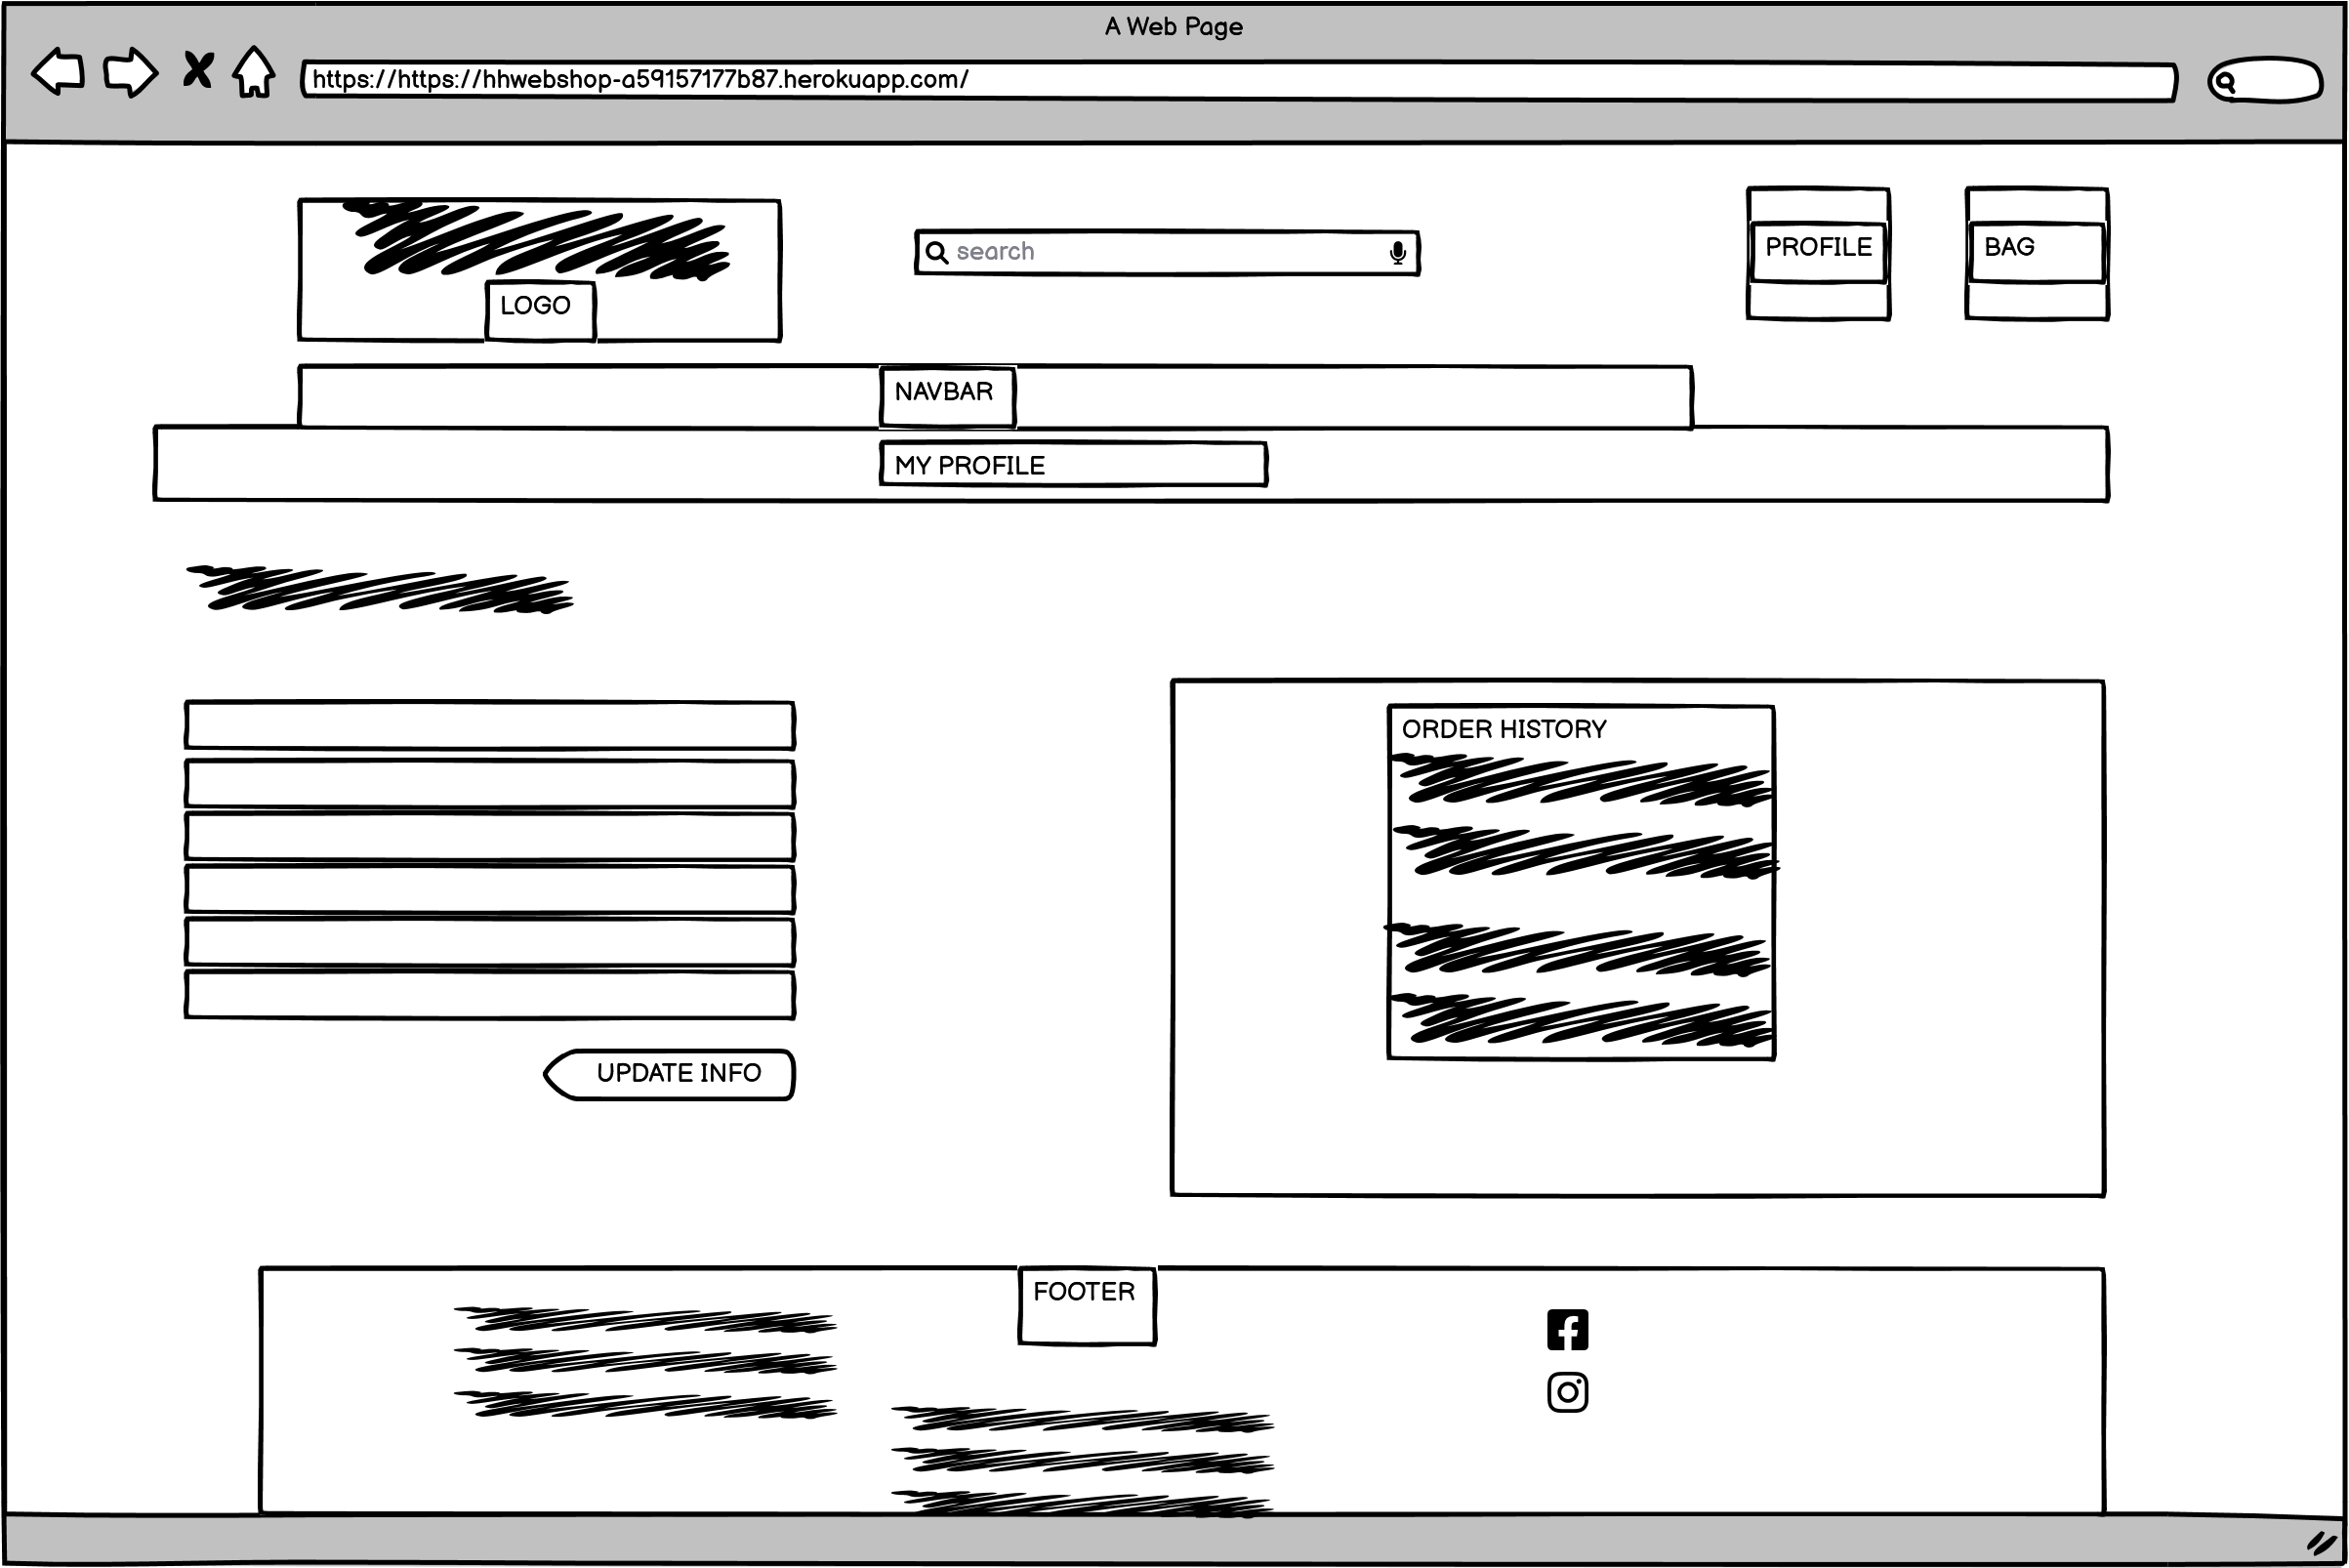 A Web Page
https://https://hhwebshop-a59157177b87.herokuapp.com/
LOGO
search
PROFILE
BAG
NAVBAR
MY PROFILE
ORDER HISTORY
UPDATE INFO
FOOTER